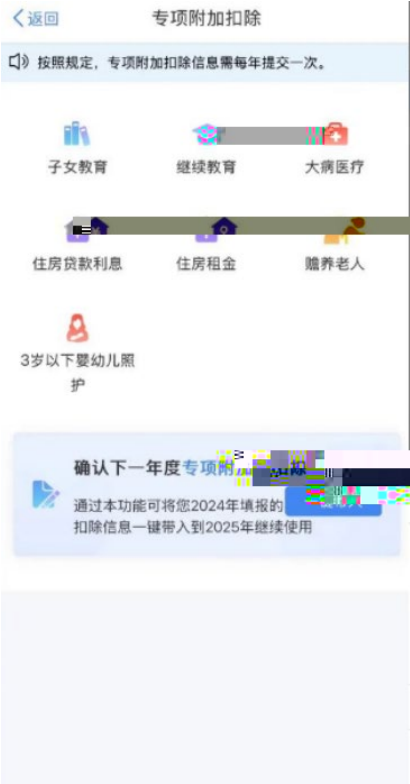 返回
专项附加扣除
按照规定，专项附加扣除信息需每年提交一次。
子女教育
继续教育
大病医疗
住房贷款利息
住房租金
赡养老人
3岁以下婴幼儿照
护
确认下一年度专项附加扣除
通过本功能可将您2024年填报的
扣除信息一键带入到2025年继续使用